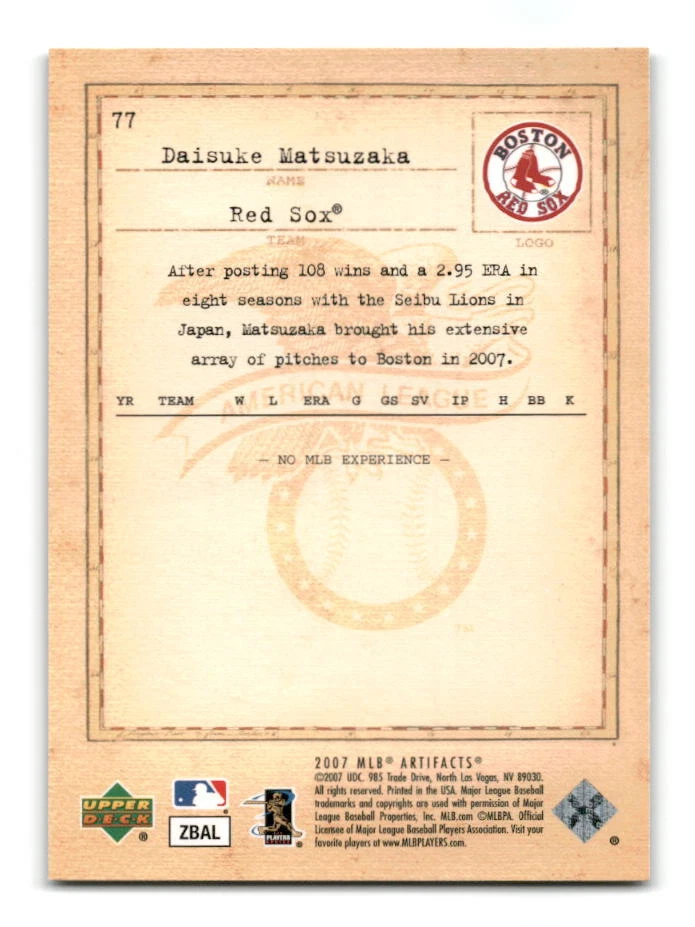 77
Daisuke Matsuzaka
NAME
BOSTON
RED SOX
Red Sox®
TEAM
LOGO
After posting 108 wins and a 2.95 ERA in
eight seasons with the Seibu Lions in
Japan, Matsuzaka brought his extensive
array of pitches to Boston in 2007.
AMERICAN LEAGUE
YR TEAM W L ERA G GS SV IP H BB K
— NO MLB EXPERIENCE —
TM
2007 MLB® ARTIFACTS®
©2007 UDC. 985 Trade Drive, North Las Vegas, NV 89030.
All rights reserved. Printed in the USA. Major League Baseball
trademarks and copyrights are used with permission of Major
League Baseball Properties, Inc. MLB.com ©MLBPA. Official
Licensee of Major League Baseball Players Association. Visit your
favorite players at www.MLBPLAYERS.com.
UPPER
DECK
®
ZBAL
PLAYERS
CHOICE
®
®